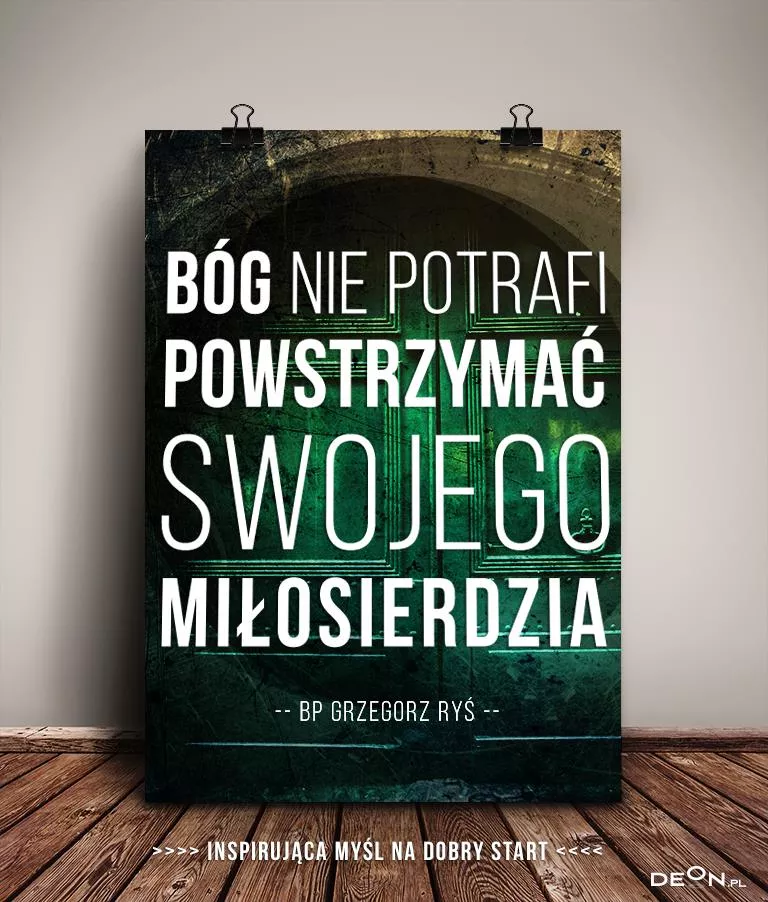 BÓG NIE POTRAFI
POWSTRZYMAĆ
SWOJEGO
MIŁOSIERDZIA
-- BP GRZEGORZ RYŚ --
>>>> INSPIRUJĄCA MYŚL NA DOBRY START <<<<
DEON.PL